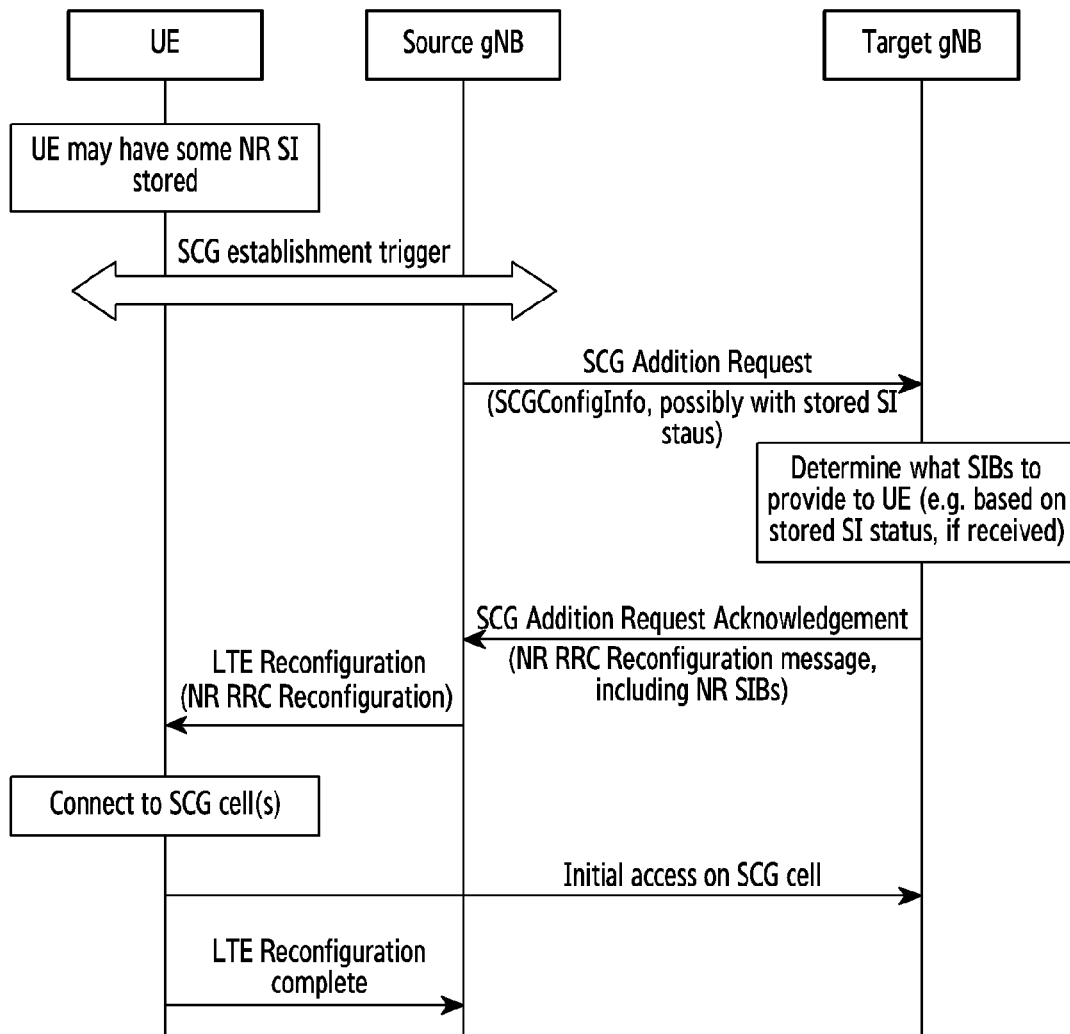 UE
Source gNB
Target gNB
UE may have some NR SI
stored
SCG establishment trigger
SCG Addition Request
(SCGConfigInfo, possibly with stored SI
staus)
Determine what SIBs to
provide to UE (e.g. based on
stored SI status, if received)
SCG Addition Request Acknowledgement
(NR RRC Reconfiguration message,
including NR SIBs)
LTE Reconfiguration
(NR RRC Reconfiguration)
Connect to SCG cell(s)
Initial access on SCG cell
LTE Reconfiguration
complete